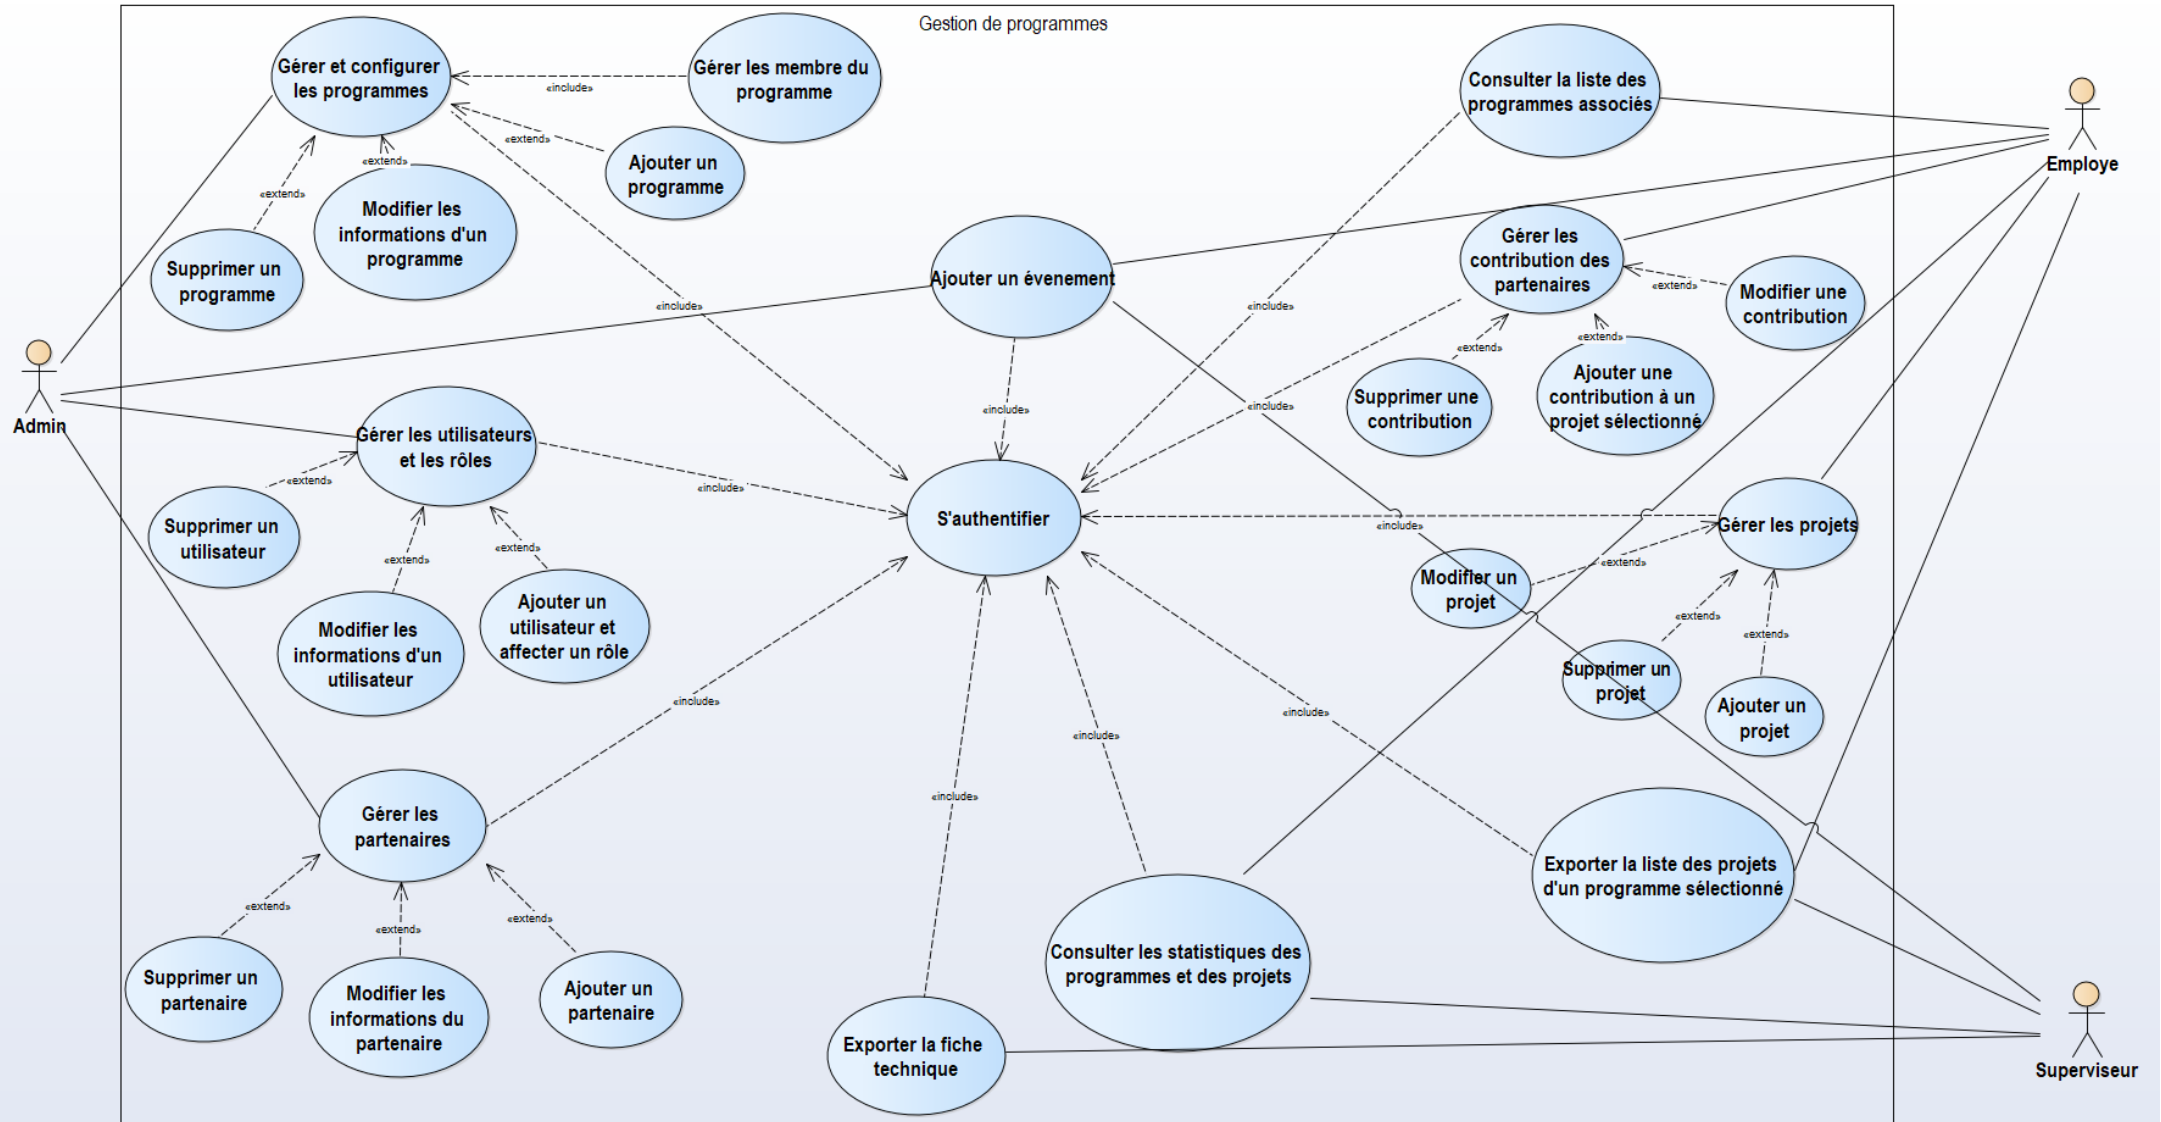 Gestion de programmes
Gérer et configurer
les programmes
«include»
Gérer les membre du
programme
Consulter la liste des
programmes associés
Employe
«extend»
Ajouter un
programme
«extend»
«extend»
Modifier les
informations d'un
programme
Supprimer un
programme
«include»
Ajouter un évenement
«include»
Gérer les
contribution des
partenaires
«extend»
Modifier une
contribution
«extend»
«extend»
Supprimer une
contribution
Ajouter une
contribution à un
projet sélectionné
«include»
«include»
Admin
Gérer les utilisateurs
et les rôles
«extend»
«include»
Supprimer un
utilisateur
«extend»
«extend»
Modifier les
informations d'un
utilisateur
Ajouter un
utilisateur et
affecter un rôle
S'authentifier
«include»
Gérer les projets
«extend»
Modifier un
projet
«extend»
«extend»
Supprimer un
projet
Ajouter un
projet
«include»
«include»
«include»
«include»
Gérer les
partenaires
«extend»
«extend»
«extend»
Supprimer un
partenaire
Modifier les
informations du
partenaire
Ajouter un
partenaire
Exporter la fiche
technique
Consulter les statistiques des
programmes et des projets
Exporter la liste des projets
d'un programme sélectionné
Superviseur